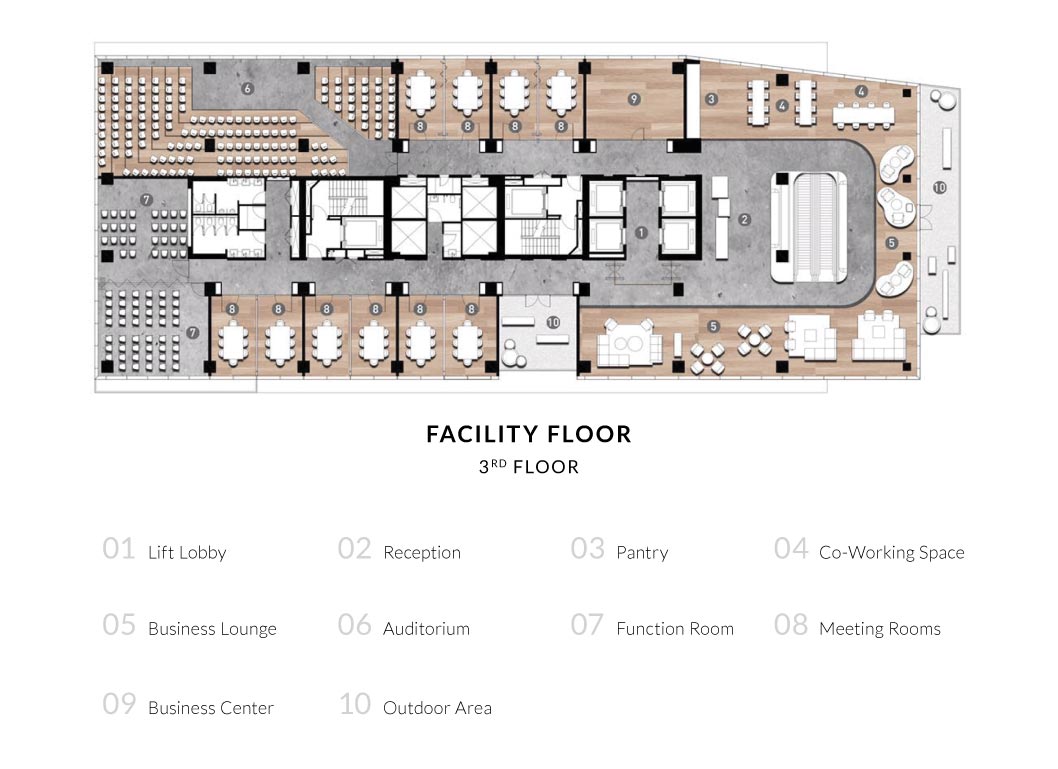 6
8
8
8
8
9
3
4
4
7
1
2
10
5
7
8
8
8
8
8
8
10
5
FACILITY FLOOR
3RD FLOOR
01 Lift Lobby
02 Reception
03 Pantry
04 Co-Working Space
05 Business Lounge
06 Auditorium
07 Function Room
08 Meeting Rooms
09 Business Center
10 Outdoor Area